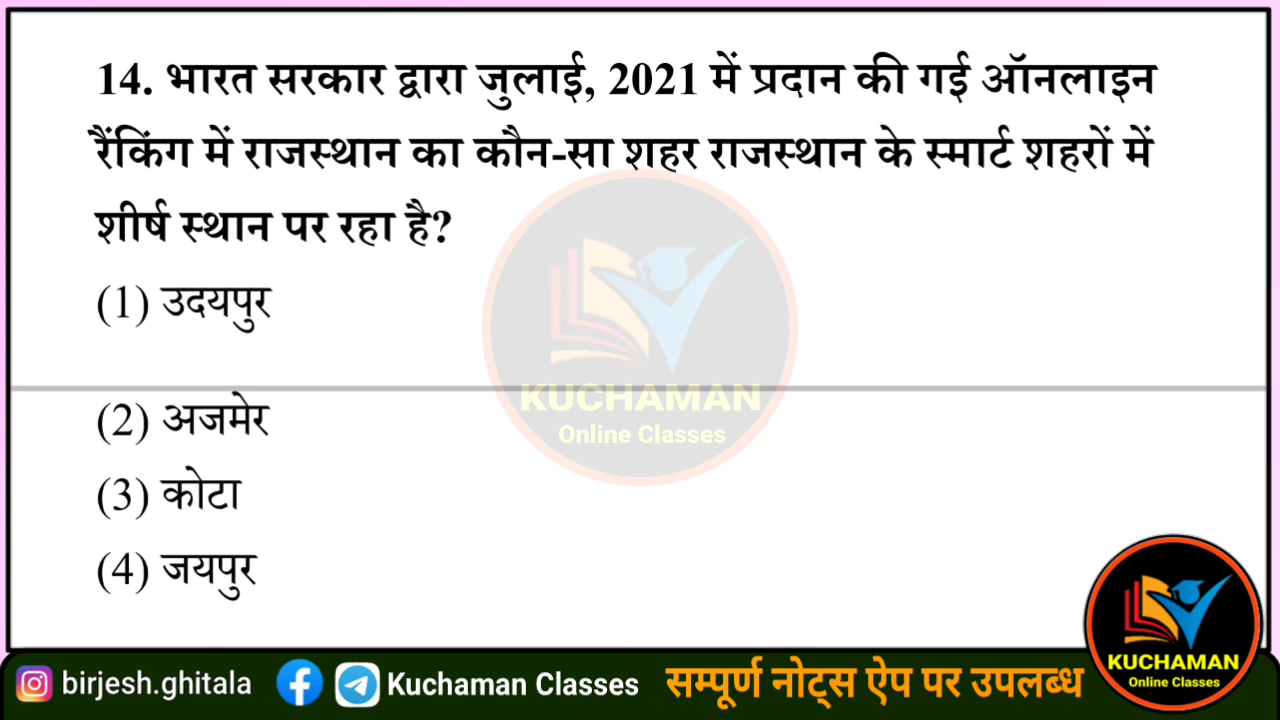 14. भारत सरकार द्वारा जुलाई, 2021 में प्रदान की गई ऑनलाइन
रैंकिंग में राजस्थान का कौन-सा शहर राजस्थान के स्मार्ट शहरों में
शीर्ष स्थान पर रहा है?
(1) उदयपुर
KUCHAMAN
Online Classes
(2) अजमेर
(3) कोटा
(4) जयपुर
KUCHAMAN
Online Classes
birjesh.ghitala
Kuchaman Classes
सम्पूर्ण नोट्स ऐप पर उपलब्ध